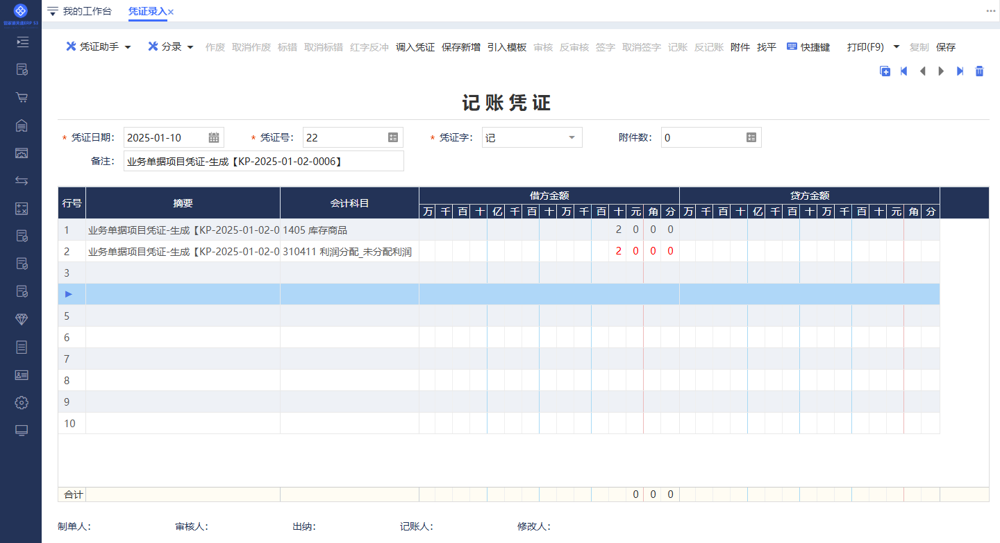 我的工作台 凭证录入×
管家婆云辉ERP S3
凭证助手 分录 作废 取消作废 标错 取消标错 红字反冲 调入凭证 保存新增 引入模板 审核 反审核 签字 取消签字 记账 反记账 附件 找平 快捷键 打印(F9) 复制 保存
记账凭证
* 凭证日期: 2025-01-10 * 凭证号: 22 * 凭证字: 记 附件数: 0
备注: 业务单据项目凭证-生成【KP-2025-01-02-0006】
行号 摘要 会计科目 借方金额 贷方金额
万 千 百 十 亿 千 百 十 万 千 百 十 元 角 分 万 千 百 十 亿 千 百 十 万 千 百 十 元 角 分
1 业务单据项目凭证-生成【KP-2025-01-02-0 1405 库存商品 2 0 0 0
2 业务单据项目凭证-生成【KP-2025-01-02-0 310411 利润分配_未分配利润 2 0 0 0
3
5
6
7
8
9
10
合计 0 0 0
制单人: 审核人: 出纳: 记账人: 修改人: